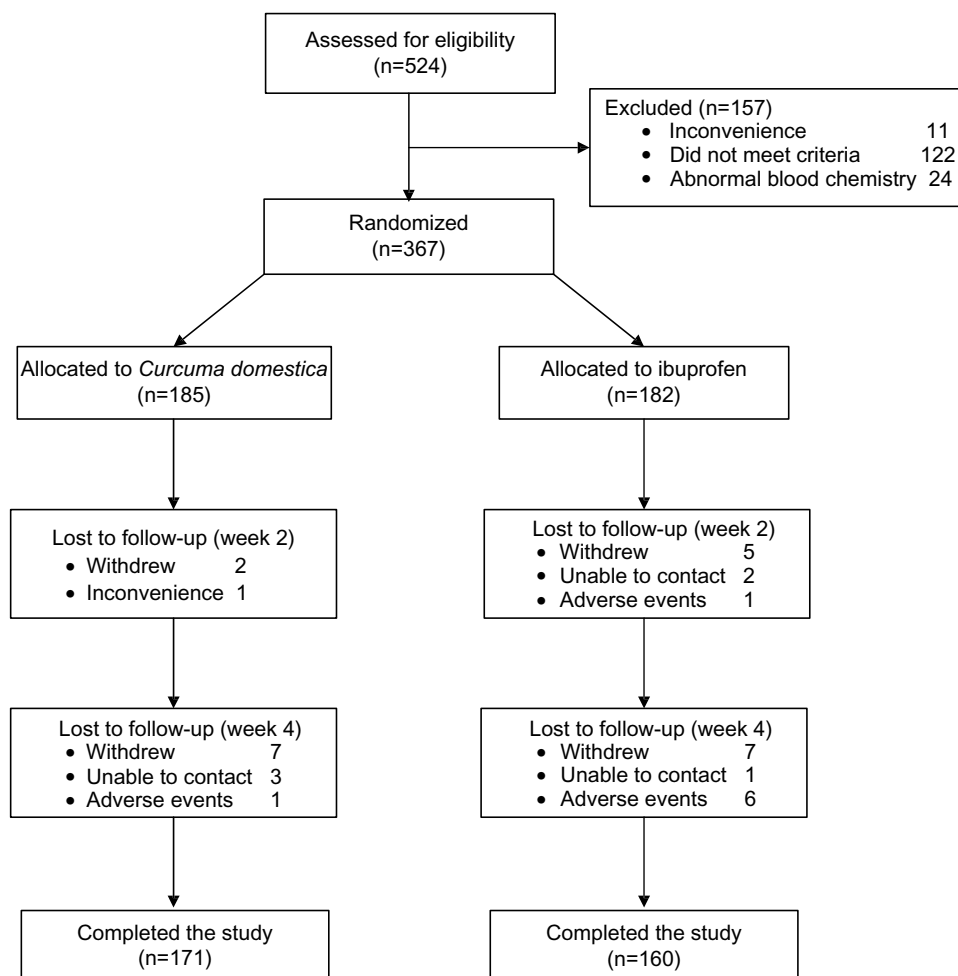 Assessed for eligibility
(n=524)
Excluded (n=157)
• Inconvenience 11
• Did not meet criteria 122
• Abnormal blood chemistry 24
Randomized
(n=367)
Allocated to Curcuma domestica
(n=185)
Allocated to ibuprofen
(n=182)
Lost to follow-up (week 2)
• Withdrew 2
• Inconvenience 1
Lost to follow-up (week 2)
• Withdrew 5
• Unable to contact 2
• Adverse events 1
Lost to follow-up (week 4)
• Withdrew 7
• Unable to contact 3
• Adverse events 1
Lost to follow-up (week 4)
• Withdrew 7
• Unable to contact 1
• Adverse events 6
Completed the study
(n=171)
Completed the study
(n=160)